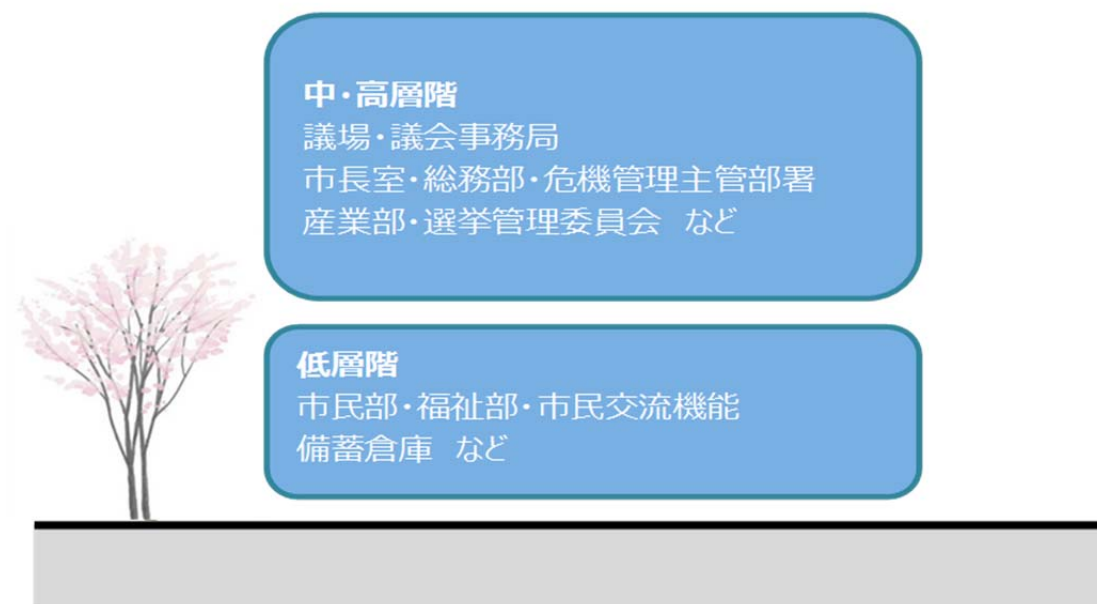 中・高層階
議場・議会事務局
市長室・総務部・危機管理主管部署
産業部・選挙管理委員会　など
低層階
市民部・福祉部・市民交流機能
備蓄倉庫　など